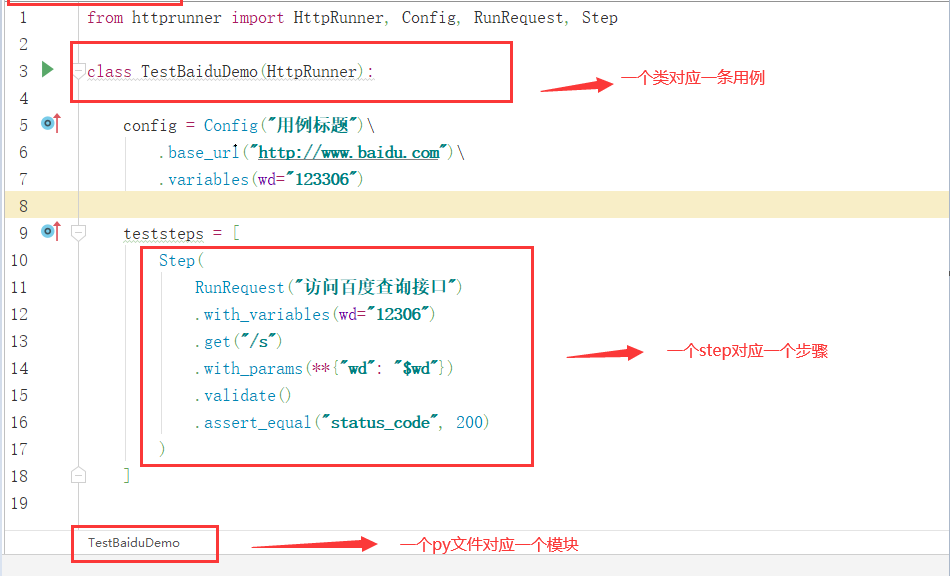 1 from httprunner import HttpRunner, Config, RunRequest, Step
2
3 class TestBaiduDemo(HttpRunner):
一个类对应一条用例
4
5 config = Config("用例标题")\
6 .base_url("http://www.baidu.com")\
7 .variables(wd="123306")
8
9 teststeps = [
10 Step(
11 RunRequest("访问百度查询接口")
12 .with_variables(wd="12306")
13 .get("/s")
一个step对应一个步骤
14 .with_params(**{"wd": "$wd"})
15 .validate()
16 .assert_equal("status_code", 200)
17 )
18 ]
19
TestBaiduDemo
一个py文件对应一个模块